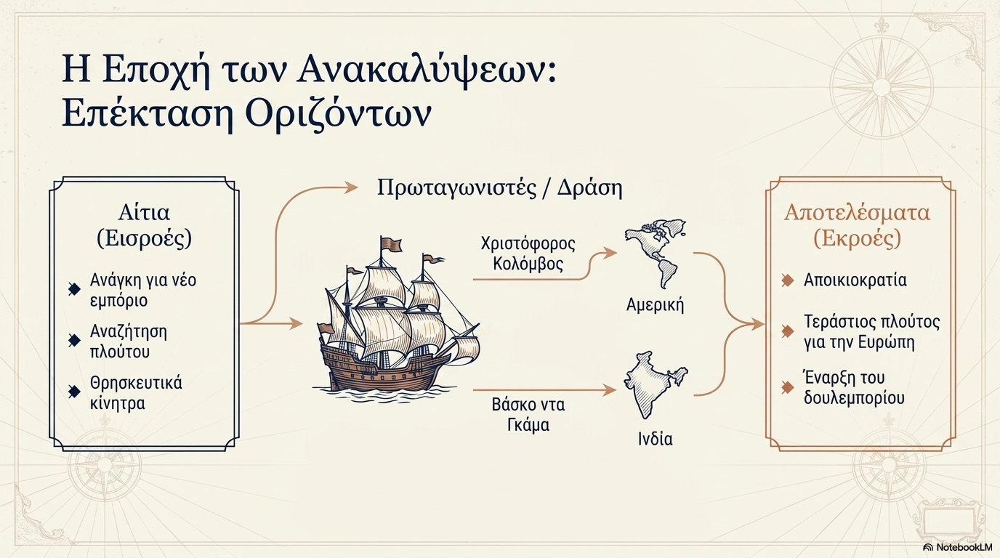 Η Εποχή των Ανακαλύψεων:
Επέκταση Οριζόντων
Αίτια
(Εισροές)
Ανάγκη για νέο
εμπόριο
Αναζήτηση
πλούτου
Θρησκευτικά
κίνητρα
Πρωταγωνιστές / Δράση
Χριστόφορος
Κολόμβος
Αμερική
Βάσκο ντα
Γκάμα
Ινδία
Αποτελέσματα
(Εκροές)
Αποικιοκρατία
Τεράστιος πλούτος
για την Ευρώπη
Έναρξη του
δουλεμπορίου
NotebookLM